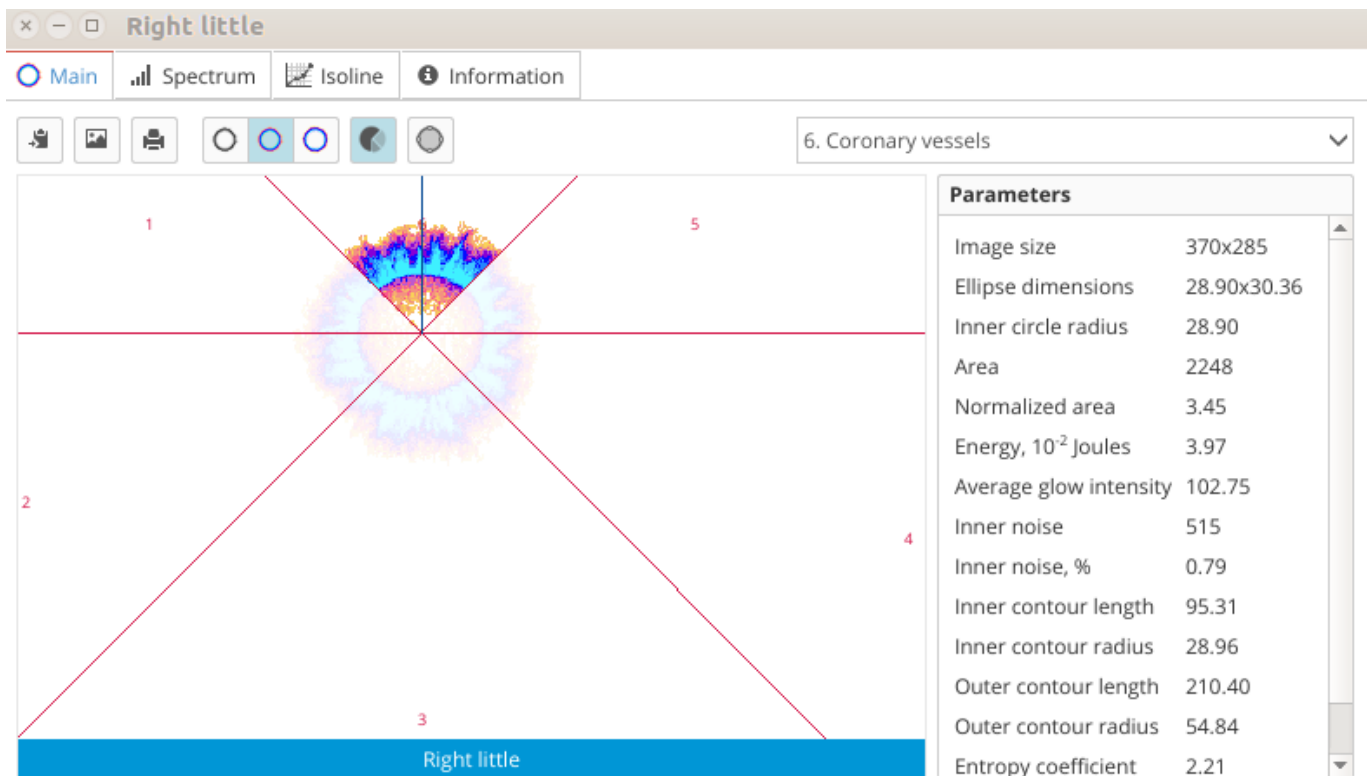 Right little
Main Spectrum Isoline Information
6. Coronary vessels
Parameters
1
6
5
2
4
3
Right little
Image size 370x285
Ellipse dimensions 28.90x30.36
Inner circle radius 28.90
Area 2248
Normalized area 3.45
Energy, 10⁻² Joules 3.97
Average glow intensity 102.75
Inner noise 515
Inner noise, % 0.79
Inner contour length 95.31
Inner contour radius 28.96
Outer contour length 210.40
Outer contour radius 54.84
Entropy coefficient 2.21